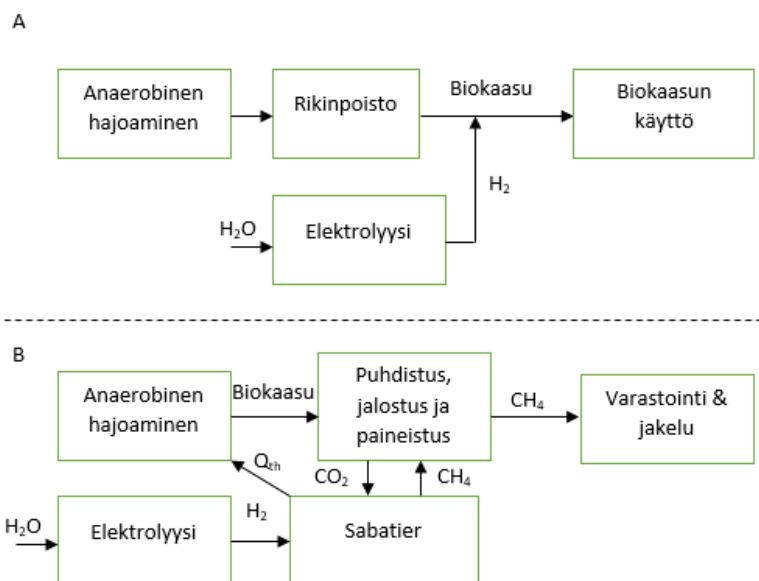 A
Anaerobinen
hajoaminen
Rikinpoisto
Biokaasu
Biokaasun
käyttö
H₂
H₂O
Elektrolyysi
B
Anaerobinen
hajoaminen
Biokaasu
Puhdistus,
jalostus ja
paineistus
CH₄
Varastointi &
jakelu
Qₜₕ
CO₂
CH₄
H₂O
Elektrolyysi
H₂
Sabatier